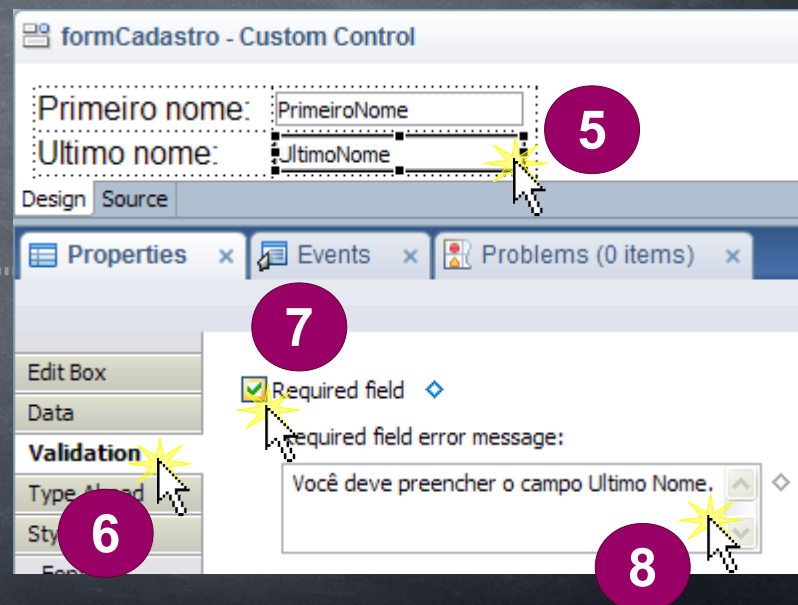 formCadastro - Custom Control
Primeiro nome: PrimeiroNome
5
Ultimo nome: UltimoNome
Design Source
Properties Events Problems (0 items)
7
Edit Box
Required field
Data
Validation
field error message:
Type
Você deve preencher o campo Ultimo Nome.
6
8